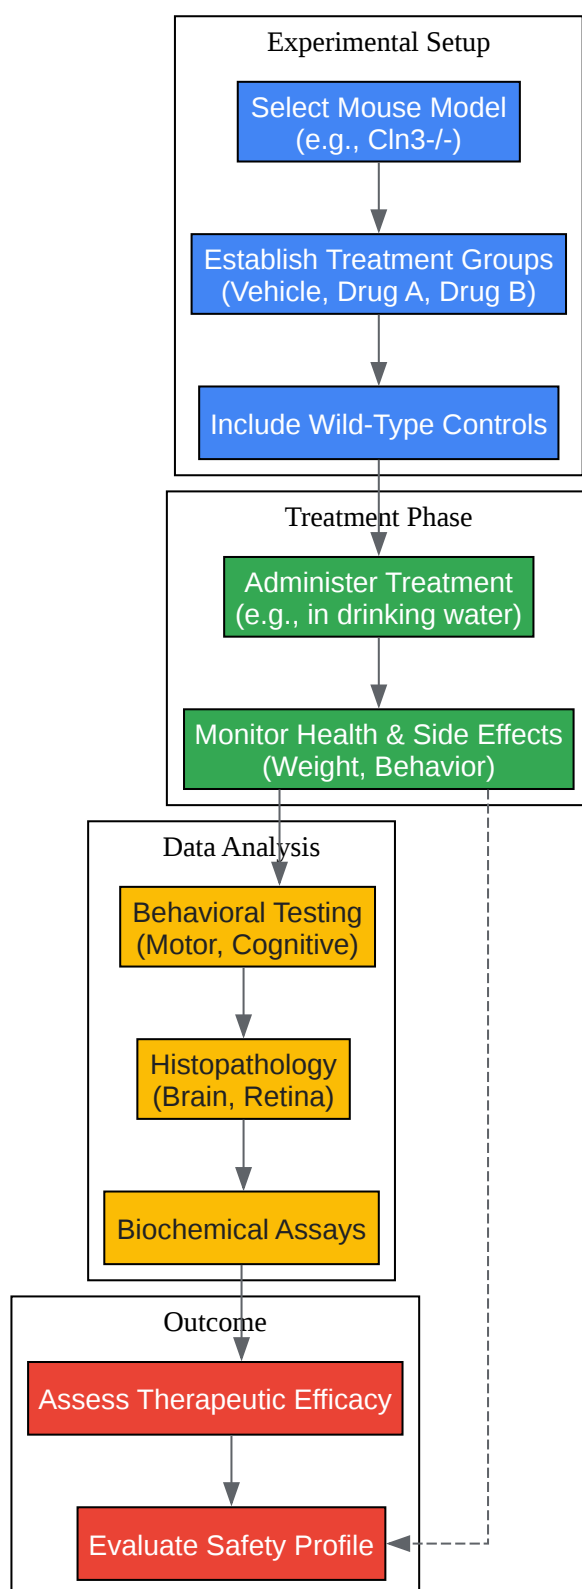 Experimental Setup
Select Mouse Model
(e.g., Cln3-/-)
Establish Treatment Groups
(Vehicle, Drug A, Drug B)
Include Wild-Type Controls
Treatment Phase
Administer Treatment
(e.g., in drinking water)
Monitor Health & Side Effects
(Weight, Behavior)
Data Analysis
Behavioral Testing
(Motor, Cognitive)
Histopathology
(Brain, Retina)
Biochemical Assays
Outcome
Assess Therapeutic Efficacy
Evaluate Safety Profile